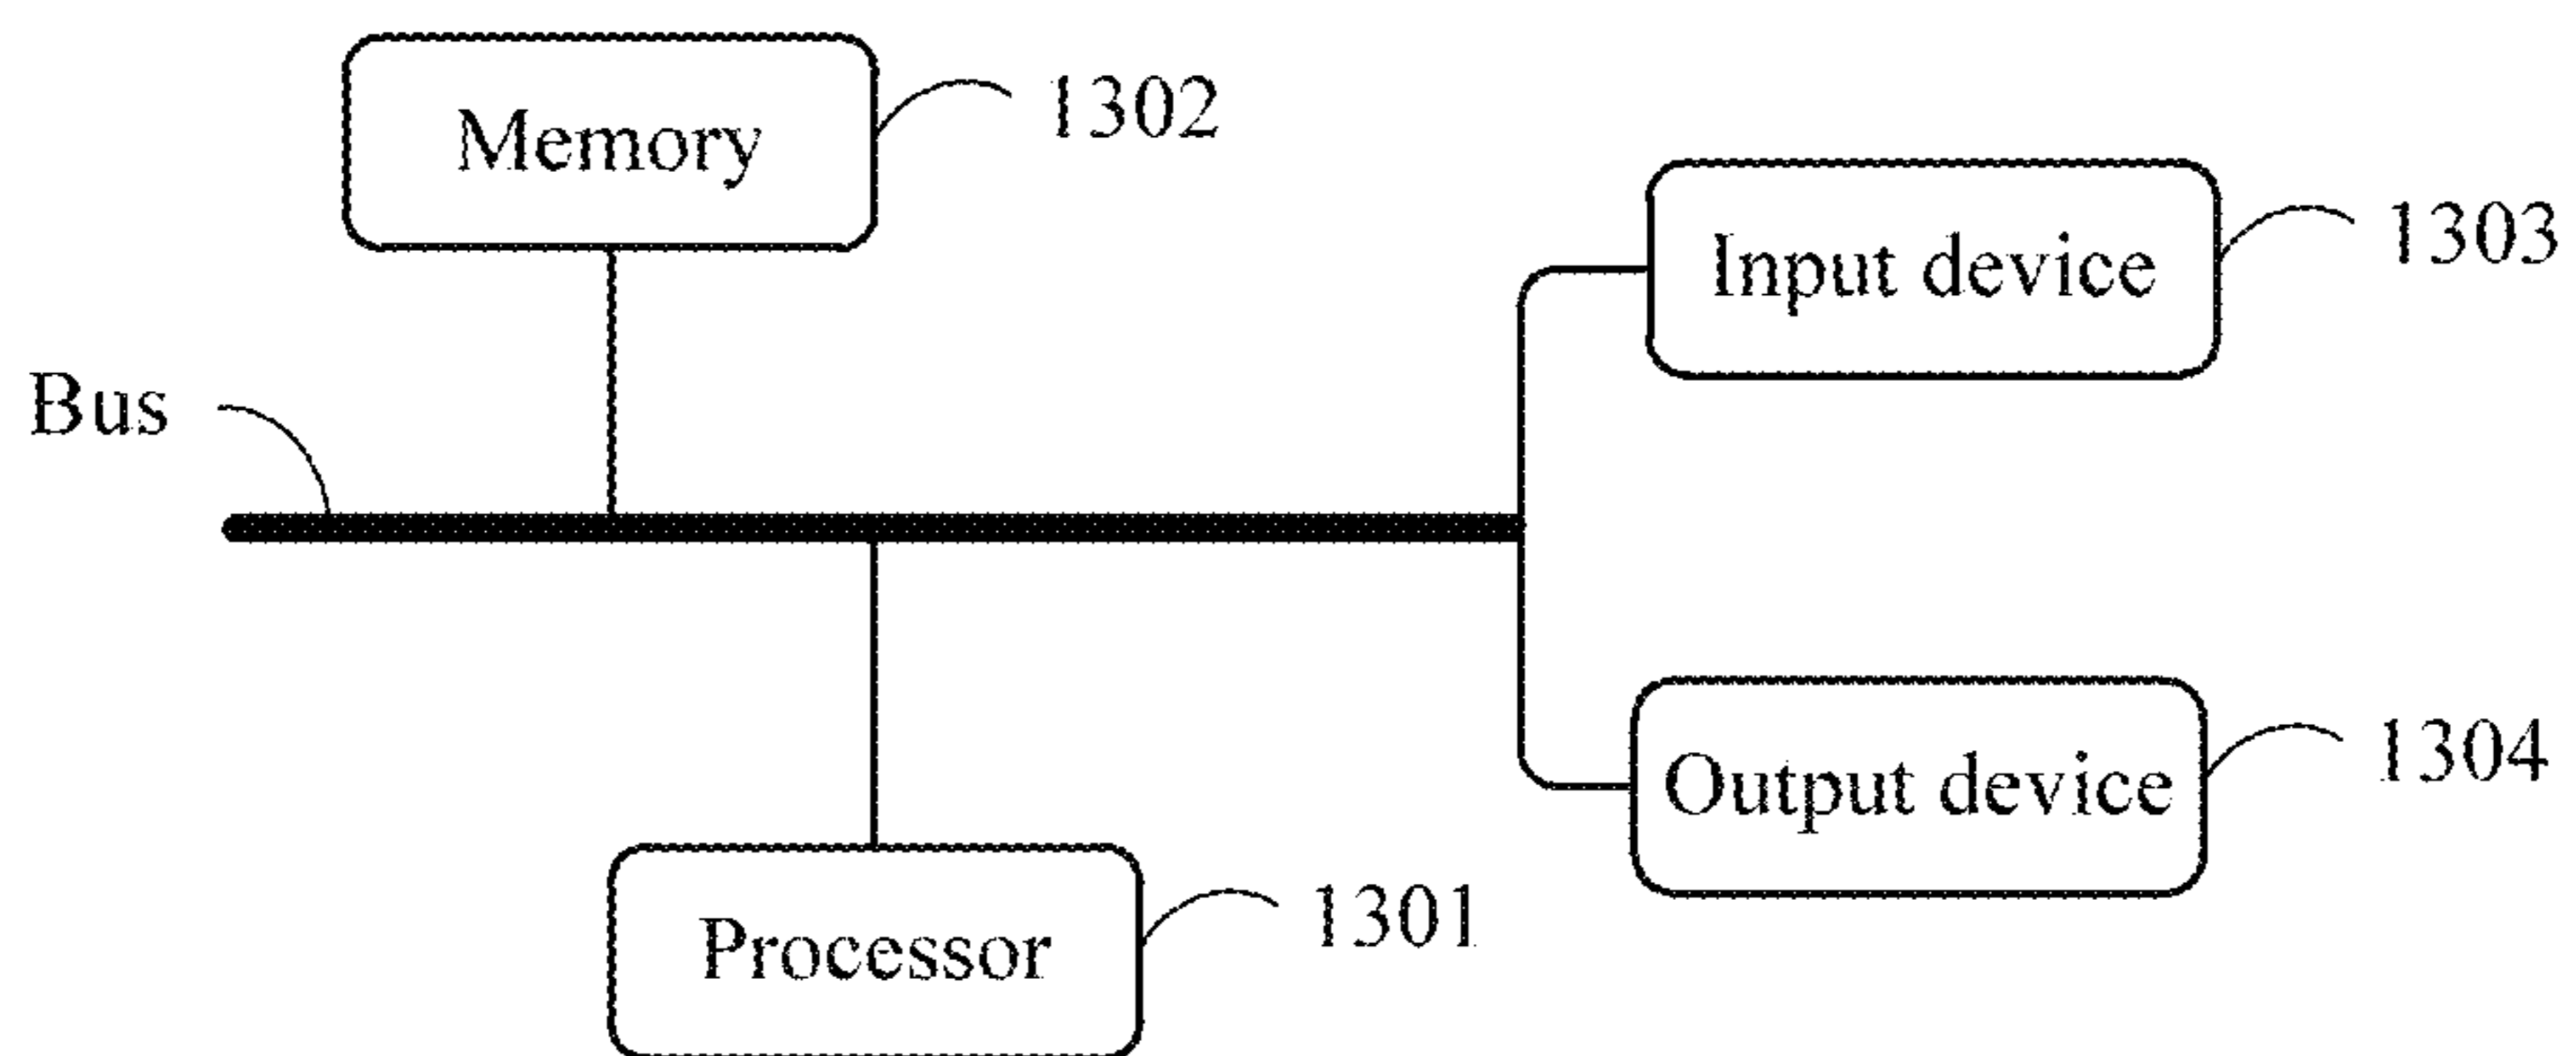 Memory
1302
Input device
1303
Bus
Output device
1304
Processor
1301